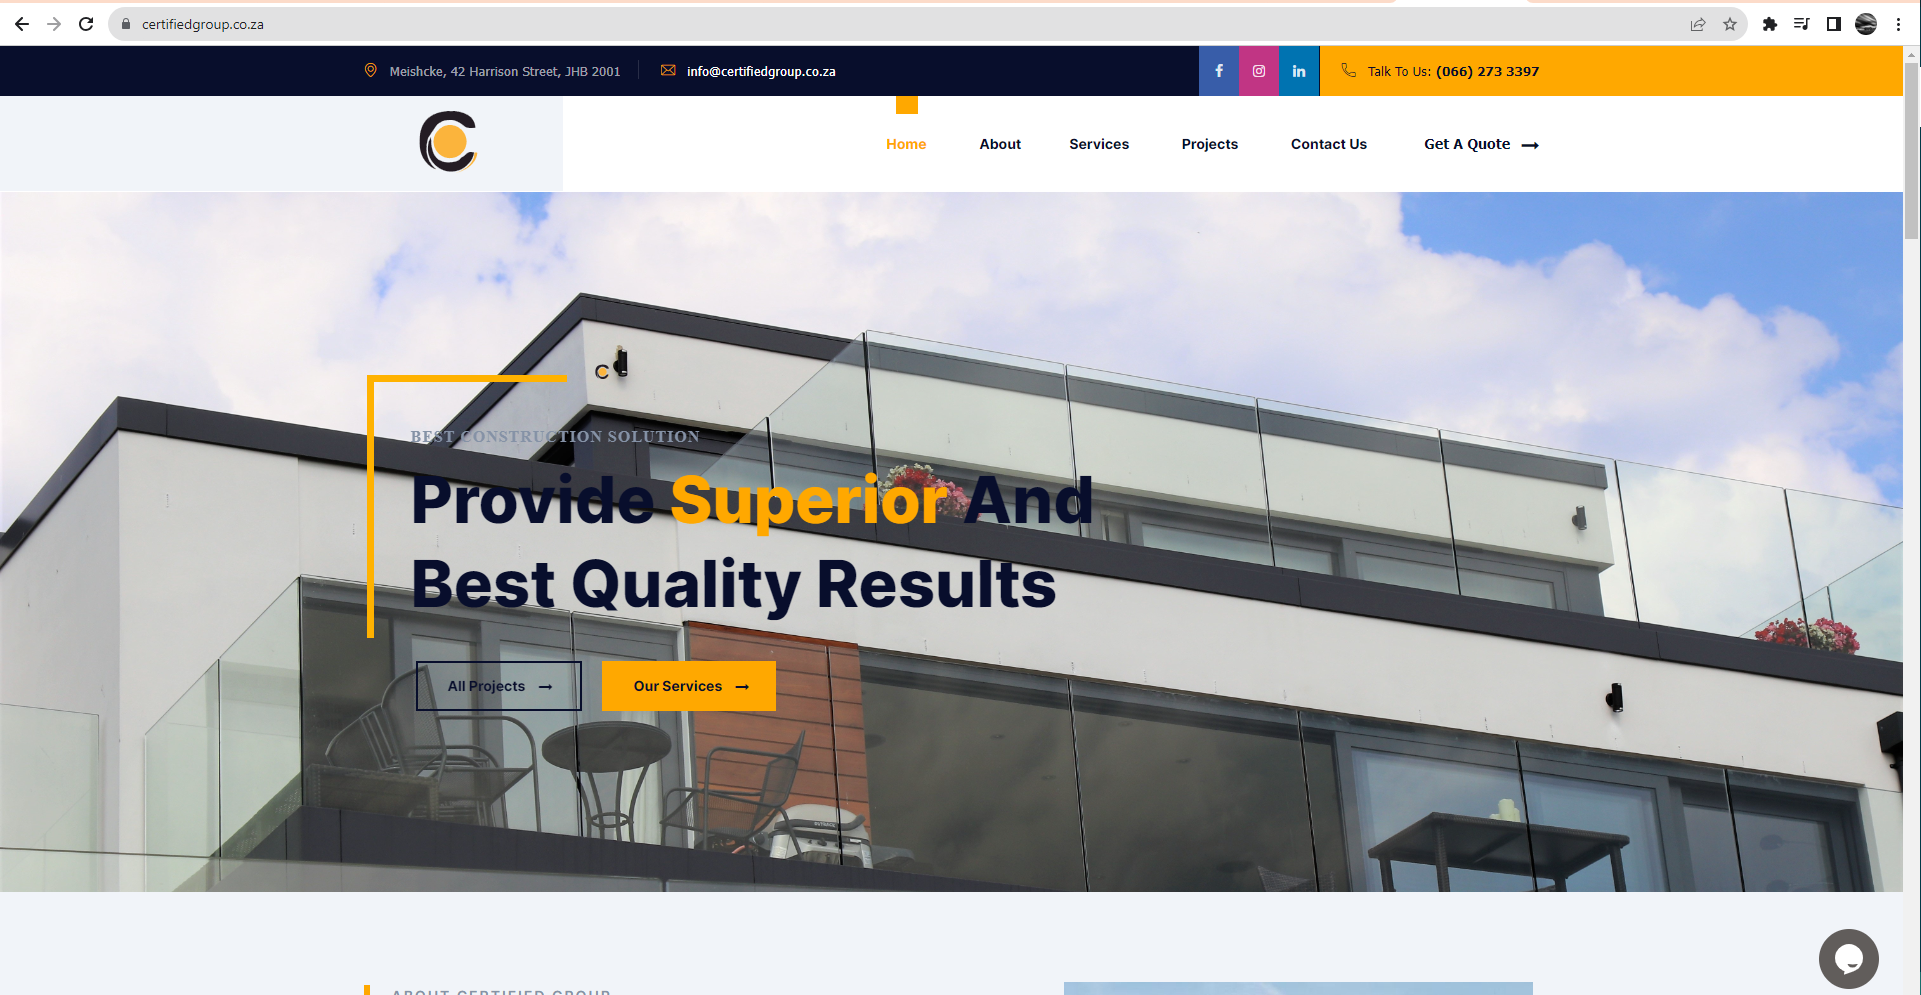 certifiedgroup.co.za
Meishcke, 42 Harrison Street, JHB 2001
info@certifiedgroup.co.za
Talk To Us: (066) 273 3397
Home
About
Services
Projects
Contact Us
Get A Quote
BEST CONSTRUCTION SOLUTION
Provide Superior And
Best Quality Results
All Projects
Our Services
ABOUT CERTIFIED GROUP